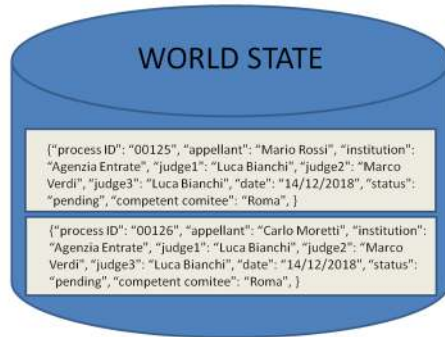 WORLD STATE
{“process ID”: “00125”, “appellant”: “Mario Rossi”, “institution”:
“Agenzia Entrate”, “judge1”: “Luca Bianchi”, “judge2”: “Marco
Verdi”, “judge3”: “Luca Bianchi”, “date”: “14/12/2018”, “status”:
“pending”, “competent comitee”: “Roma”, }
{“process ID”: “00126”, “appellant”: “Carlo Moretti”, “institution”:
“Agenzia Entrate”, “judge1”: “Luca Bianchi”, “judge2”: “Marco
Verdi”, “judge3”: “Luca Bianchi”, “date”: “14/12/2018”, “status”:
“pending”, “competent comitee”: “Roma”, }